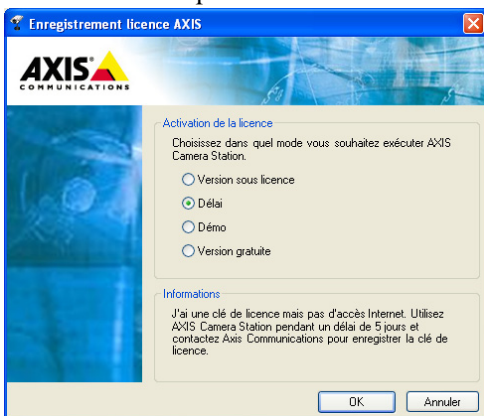 Enregistrement licence AXIS
AXIS
COMMUNICATIONS
Activation de la licence
Choisissez dans quel mode vous souhaitez exécuter AXIS
Camera Station.
Version sous licence
Délai
Démo
Version gratuite
Informations
J'ai une clé de licence mais pas d'accès Internet. Utilisez
AXIS Camera Station pendant un délai de 5 jours et
contactez Axis Communications pour enregistrer la clé de
licence.
OK
Annuler